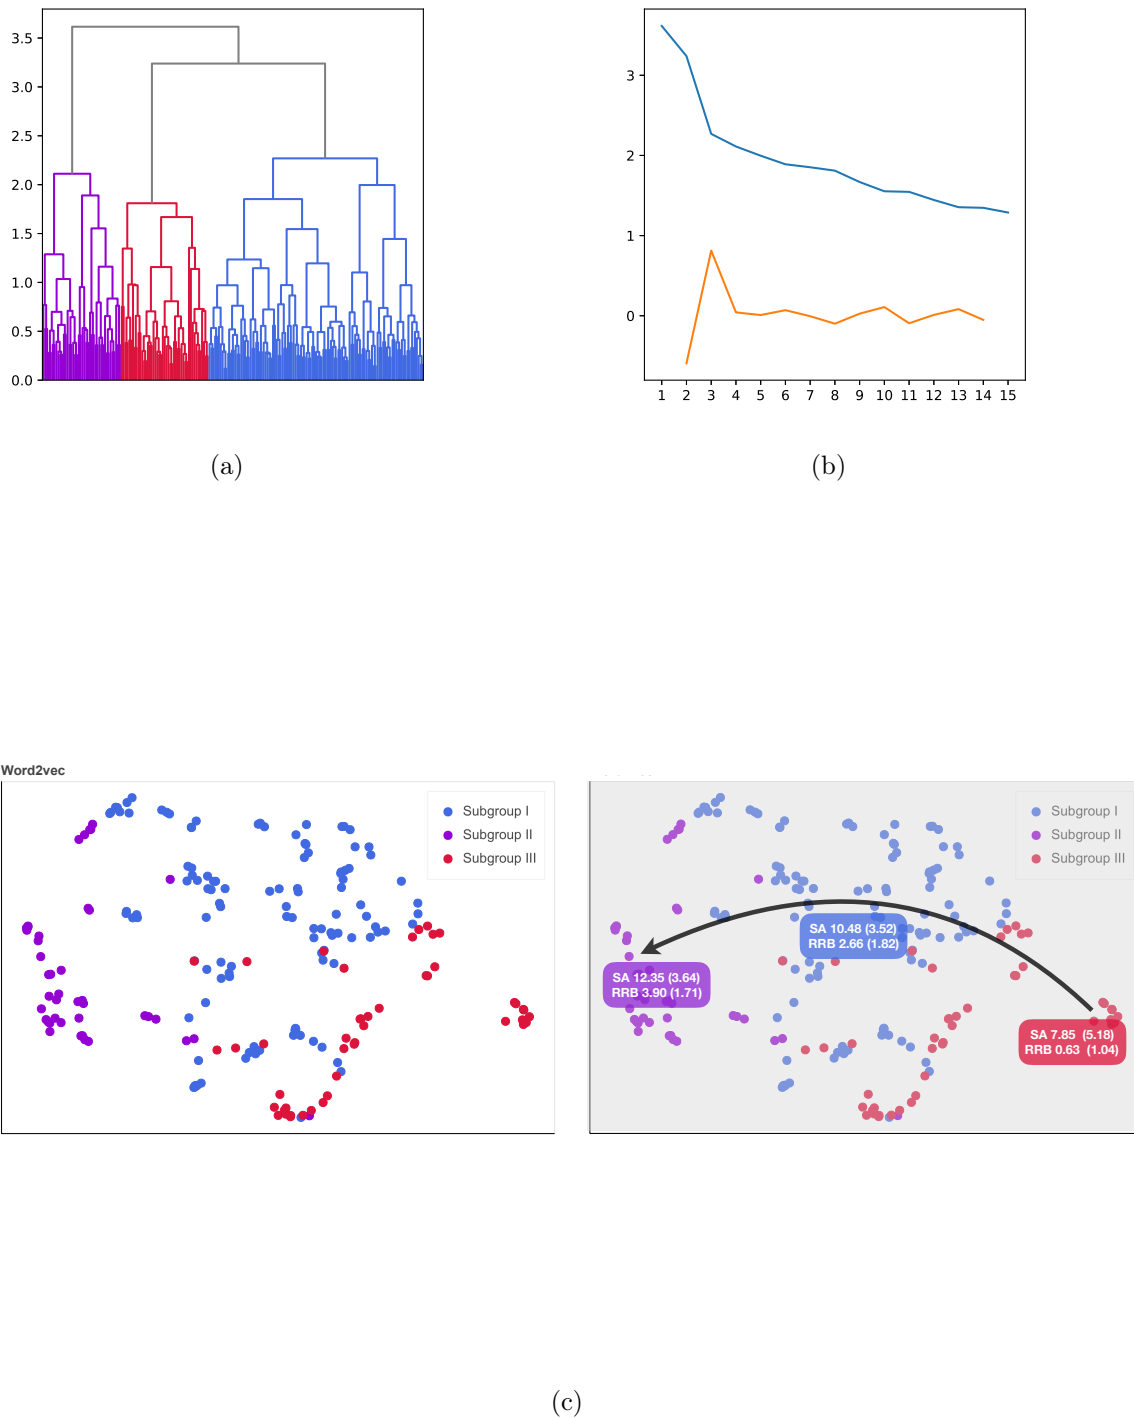 3.5
3.0
2.5
2.0
1.5
1.0
0.5
0.0
(a)
3
2
1
0
1 2 3 4 5 6 7 8 9 10 11 12 13 14 15
(b)
Word2vec
Subgroup I
Subgroup II
Subgroup III
Subgroup I
Subgroup II
Subgroup III
SA 10.48 (3.52)
RRB 2.66 (1.82)
SA 12.35 (3.64)
RRB 3.90 (1.71)
SA 7.85 (5.18)
RRB 0.63 (1.04)
(c)